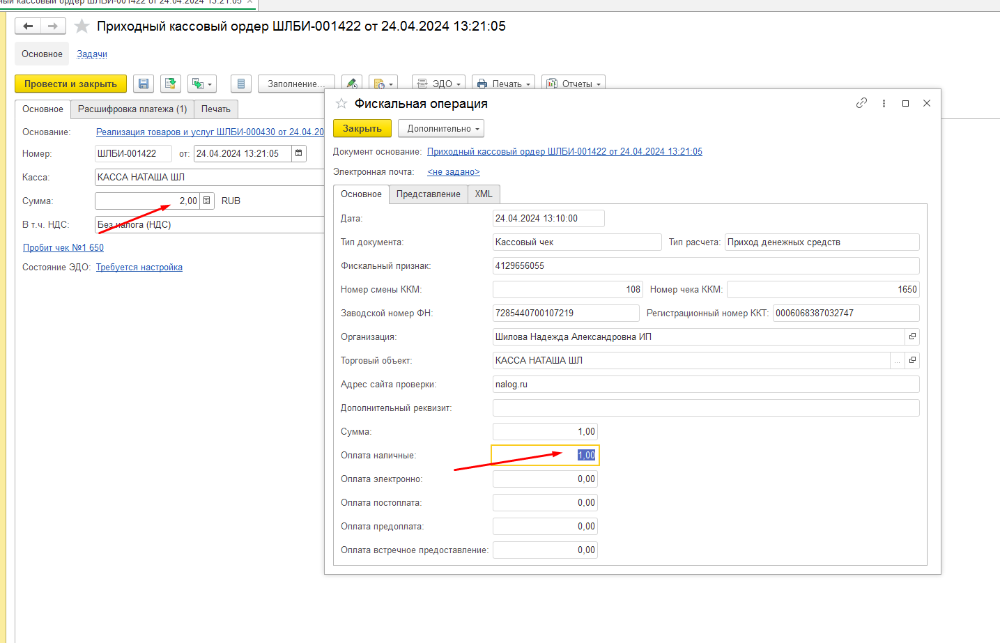 ный кассовый ордер ШЛБИ-001422 от 24.04.2024 13:21:05 ×
Приходный кассовый ордер ШЛБИ-001422 от 24.04.2024 13:21:05
Основное Задачи
Провести и закрыть Заполнение... ЭДО Печать Отчеты
Основное Расшифровка платежа (1) Печать
Основание: Реализация товаров и услуг ШЛБИ-000430 от 24.04.20
Номер: ШЛБИ-001422 от: 24.04.2024 13:21:05
Касса: КАССА НАТАША ШЛ
Сумма: 2,00 RUB
В т.ч. НДС: Без налога (НДС)
Пробит чек №1 650
Состояние ЭДО: Требуется настройка
Фискальная операция
Закрыть Дополнительно
Документ основание: Приходный кассовый ордер ШЛБИ-001422 от 24.04.2024 13:21:05
Электронная почта: <не задано>
Основное Представление XML
Дата: 24.04.2024 13:10:00
Тип документа: Кассовый чек Тип расчета: Приход денежных средств
Фискальный признак: 4129656055
Номер смены ККМ: 108 Номер чека ККМ: 1650
Заводской номер ФН: 7285440700107219 Регистрационный номер ККТ: 0006068387032747
Организация: Шилова Надежда Александровна ИП
Торговый объект: КАССА НАТАША ШЛ ...
Адрес сайта проверки: nalog.ru
Дополнительный реквизит:
Сумма: 1,00
Оплата наличные: 1,00
Оплата электронно: 0,00
Оплата постоплата: 0,00
Оплата предоплата: 0,00
Оплата встречное предоставление: 0,00